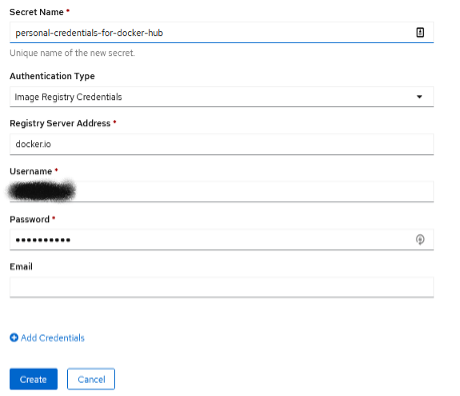 Secret Name *
personal-credentials-for-docker-hub
Unique name of the new secret.
Authentication Type
Image Registry Credentials
Registry Server Address *
docker.io
Username *
Password *
••••••••••
Email
Add Credentials
Create Cancel